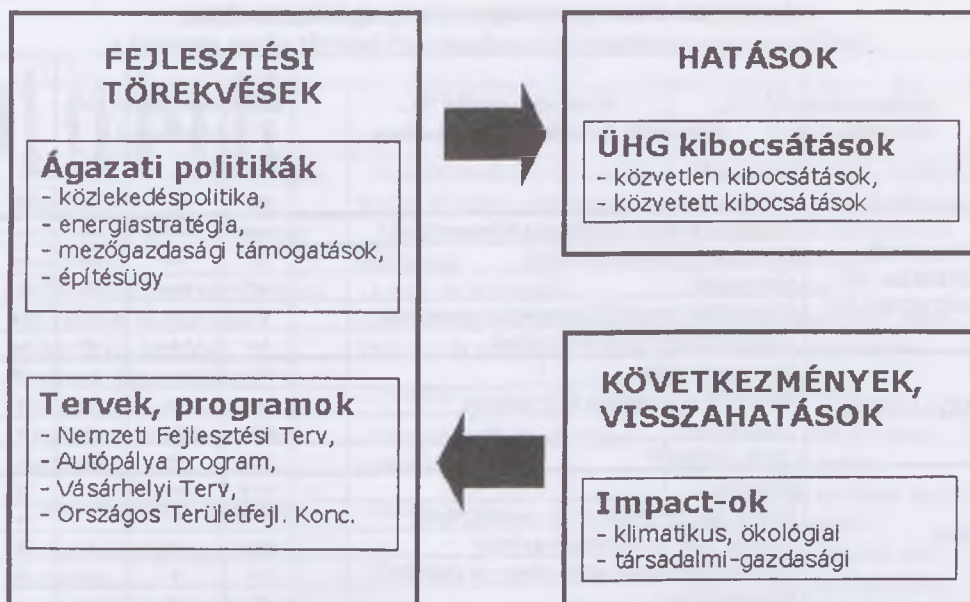 FEJLESZTÉSI
TÖREKVÉSEK
Ágazati politikák
- közlekedéspolitika,
- energiastratégia,
- mezőgazdasági támogatások,
- építésügy
Tervek, programok
- Nemzeti Fejlesztési Terv,
- Autópálya program,
- Vásárhelyi Terv,
- Országos Területfejl. Konc.
HATÁSOK
ÜHG kibocsátások
- közvetlen kibocsátások,
- közvetett kibocsátások
KÖVETKEZMÉNYEK,
VISSZAHATÁSOK
Impact-ok
- klimatikus, ökológiai
- társadalmi-gazdasági